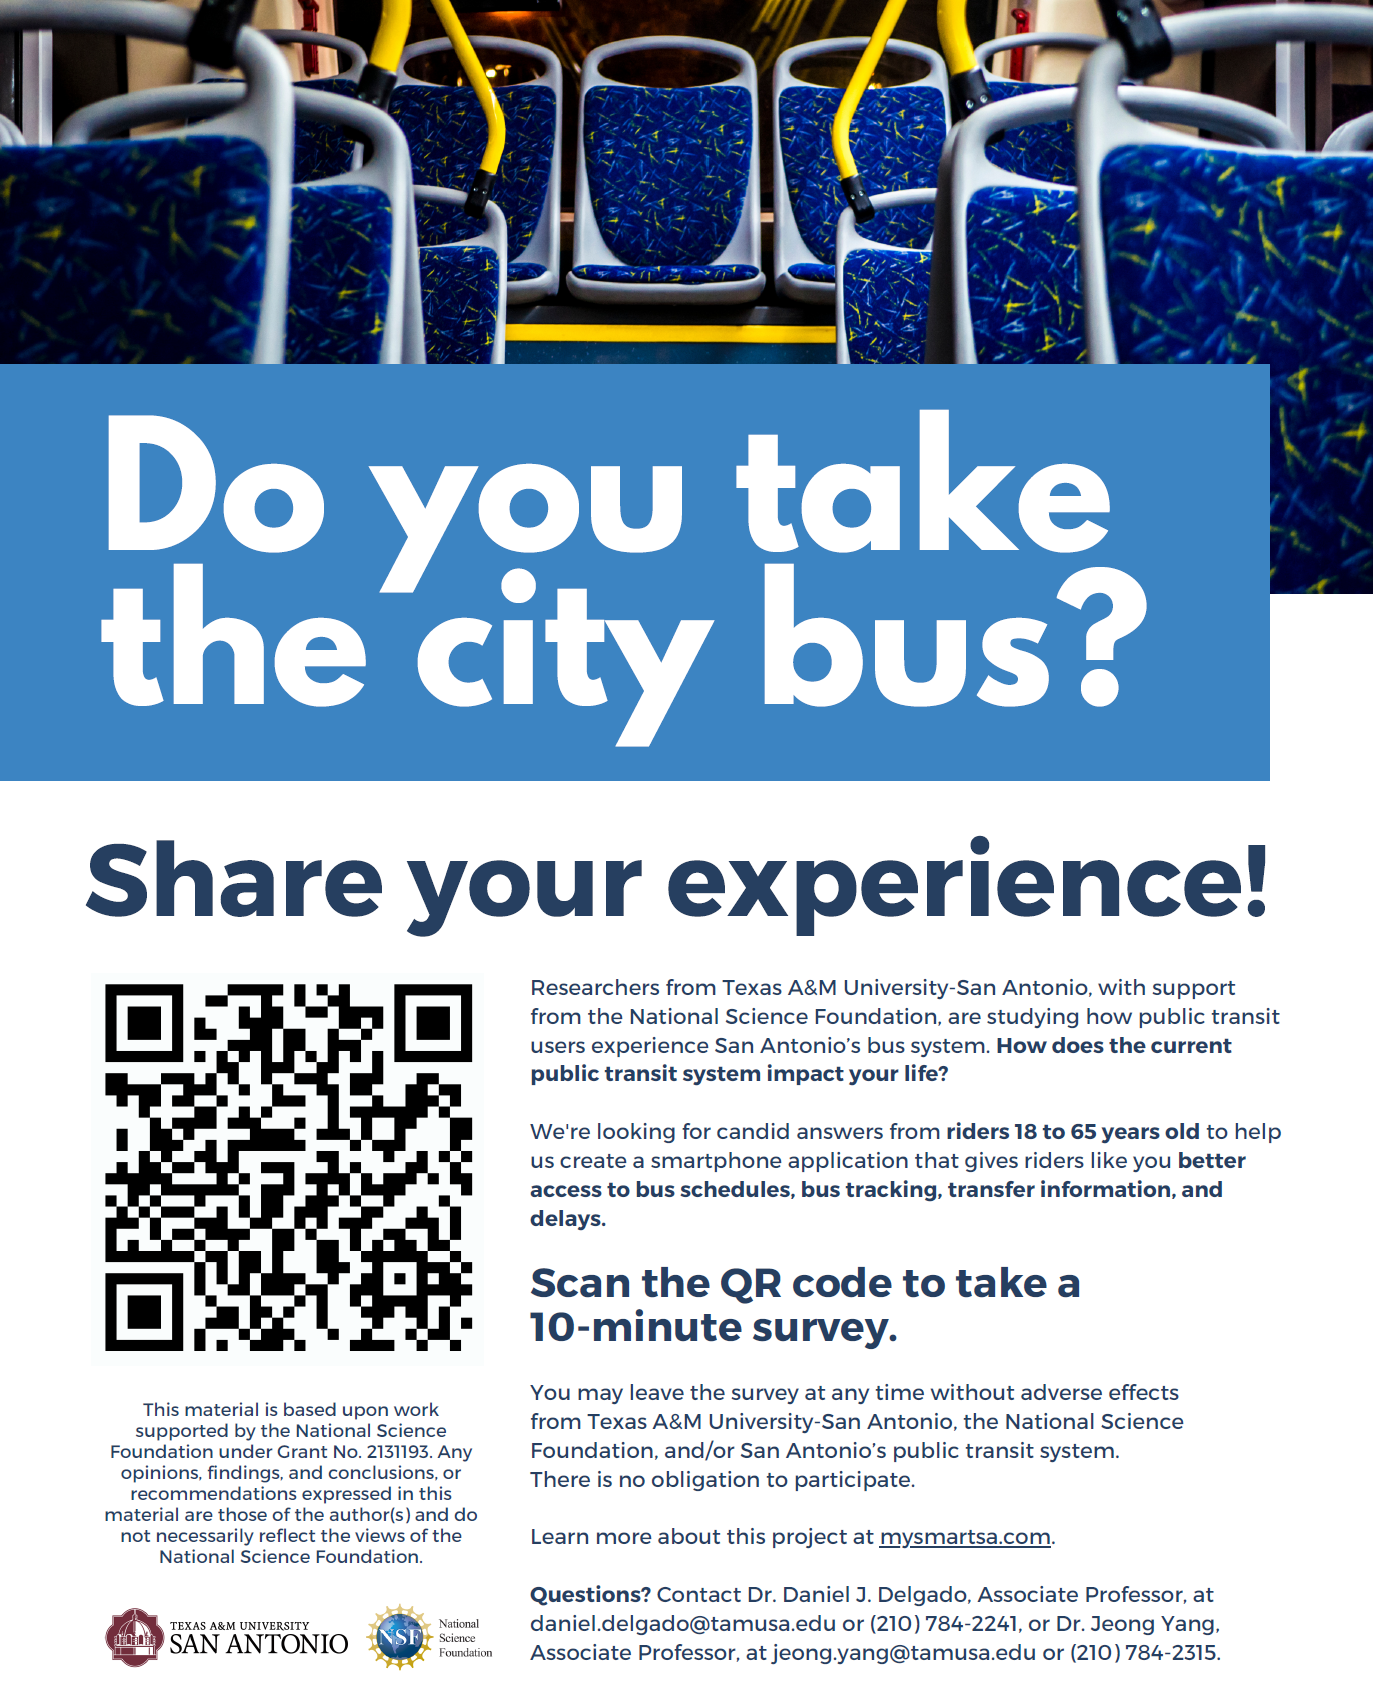 Do you take
the city bus?
Share your experience!
Researchers from Texas A&M University-San Antonio, with support
from the National Science Foundation, are studying how public transit
users experience San Antonio's bus system. How does the current
public transit system impact your life?
We're looking for candid answers from riders 18 to 65 years old to help
us create a smartphone application that gives riders like you better
access to bus schedules, bus tracking, transfer information, and
delays.
Scan the QR code to take a
10-minute survey.
You may leave the survey at any time without adverse effects
from Texas A&M University-San Antonio, the National Science
Foundation, and/or San Antonio's public transit system.
There is no obligation to participate.
Learn more about this project at mysmartsa.com.
Questions? Contact Dr. Daniel J. Delgado, Associate Professor, at
daniel.delgado@tamusa.edu or (210) 784-2241, or Dr. Jeong Yang,
Associate Professor, at jeong.yang@tamusa.edu or (210) 784-2315.
This material is based upon work
supported by the National Science
Foundation under Grant No. 2131193. Any
opinions, findings, and conclusions, or
recommendations expressed in this
material are those of the author(s) and do
not necessarily reflect the views of the
National Science Foundation.
TEXAS A&M UNIVERSITY
SAN ANTONIO
NSF
National
Science
Foundation